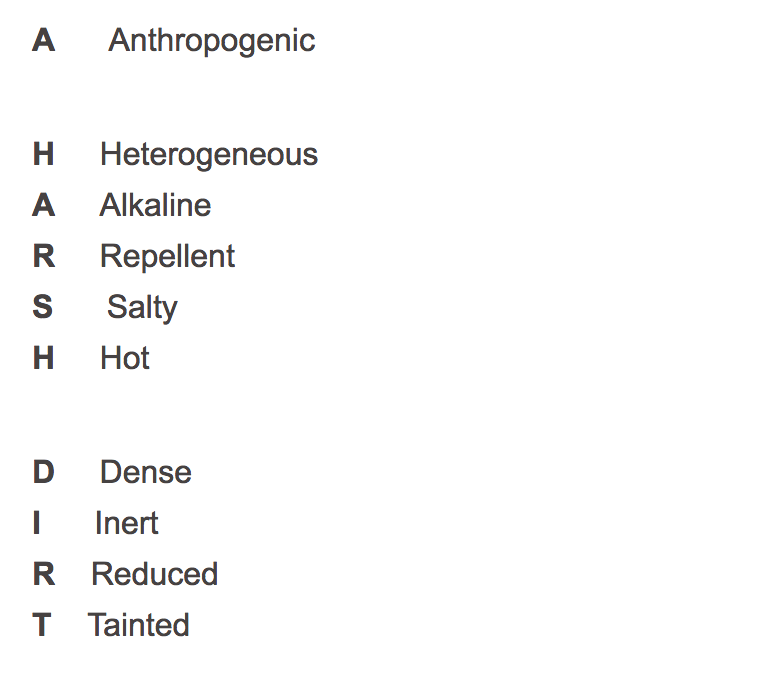 A Anthropogenic
H Heterogeneous
A Alkaline
R Repellent
S Salty
H Hot
D Dense
I Inert
R Reduced
T Tainted